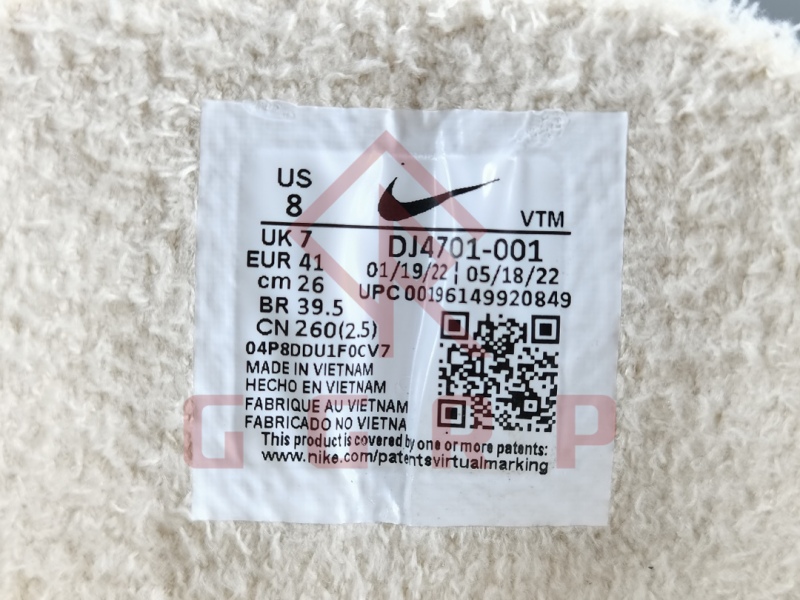 US
8
VTM
UK 7
EUR 41
cm 26
BR 39.5
CN 260(2.5)
DJ4701-001
01/19/22 | 05/18/22
UPC 00196149920849
04P8DDU1F0CV7
MADE IN VIETNAM
HECHO EN VIETNAM
FABRIQUE AU VIETNAM
FABRICADO NO VIETNA
This product is covered by one or more patents:
www.nike.com/patentsvirtualmarking